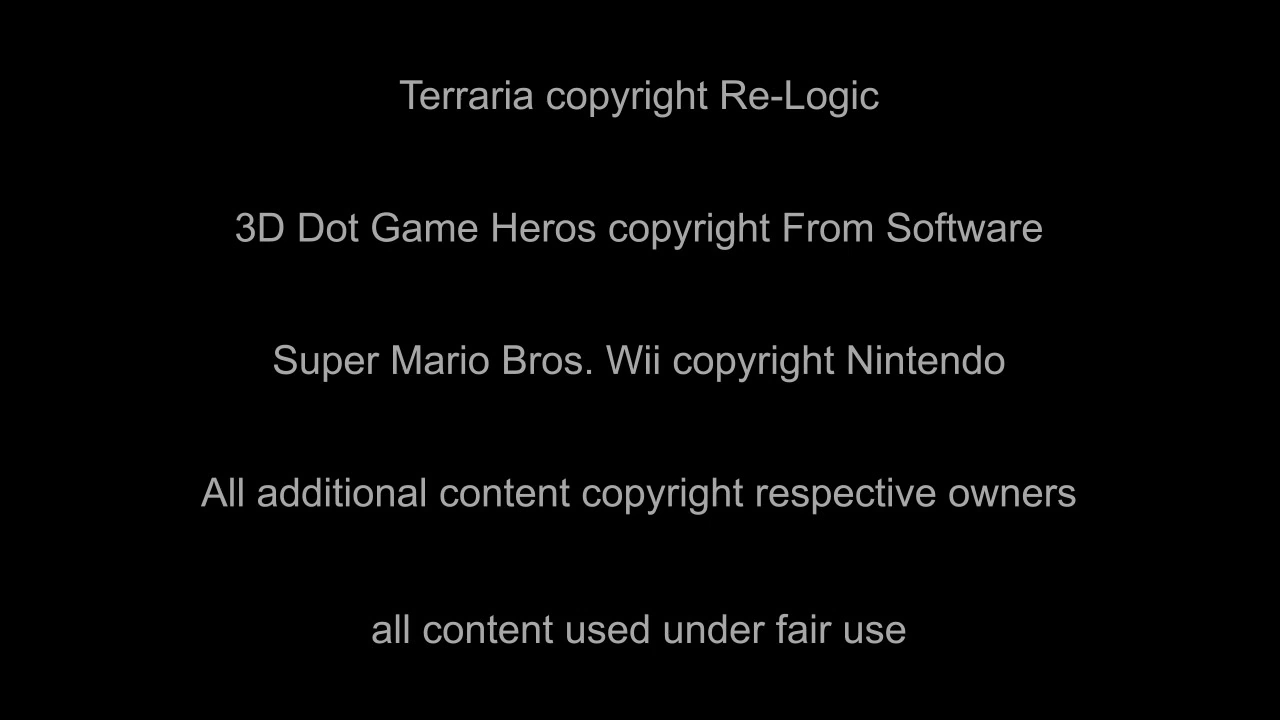 Terraria copyright Re-Logic
3D Dot Game Heros copyright From Software
Super Mario Bros. Wii copyright Nintendo
All additional content copyright respective owners
all content used under fair use